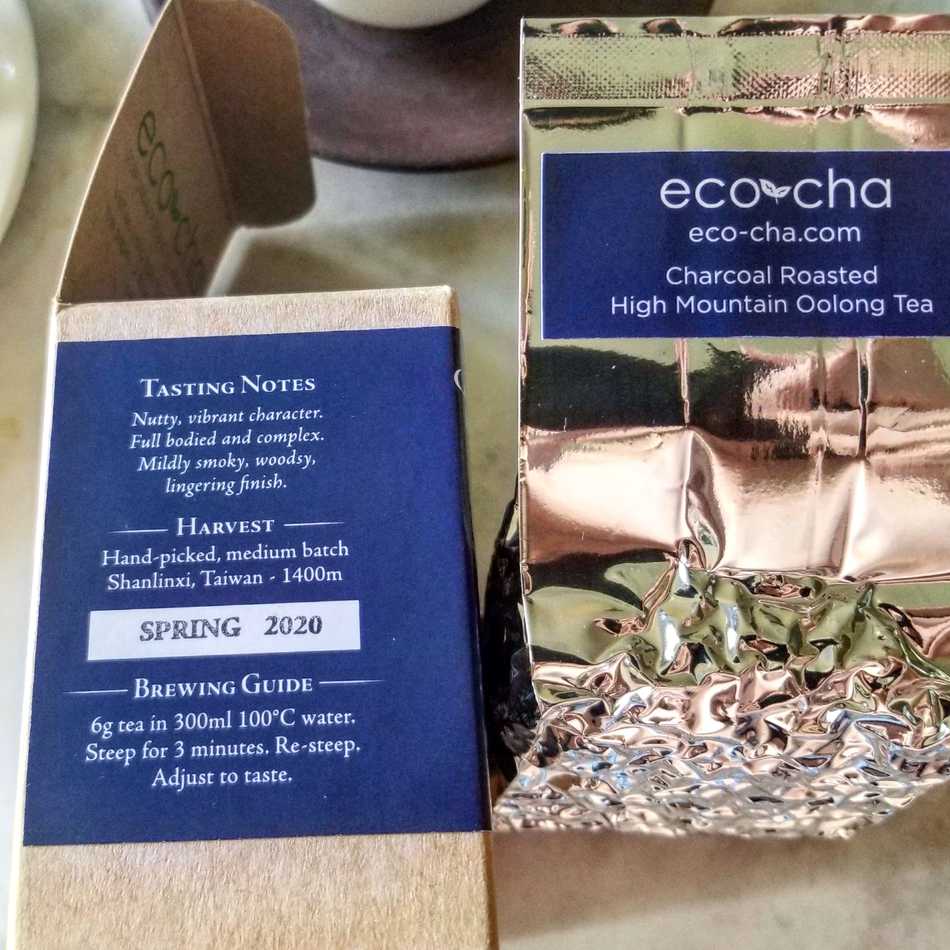 eco cha
TASTING NOTES
Nutty, vibrant character.
Full bodied and complex.
Mildly smoky, woodsy,
lingering finish.
HARVEST
Hand-picked, medium batch
Shanlinxi, Taiwan - 1400m
SPRING 2020
BREWING GUIDE
6g tea in 300ml 100°C water.
Steep for 3 minutes. Re-steep.
Adjust to taste.
eco cha
eco-cha.com
Charcoal Roasted
High Mountain Oolong Tea